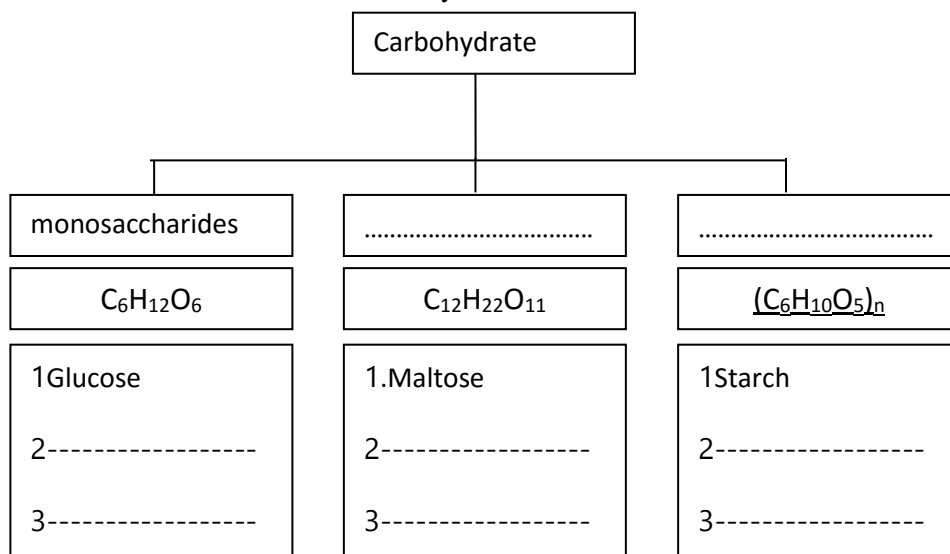 Carbohydrate
monosaccharides
..................................
...................................
C₆H₁₂O₆
C₁₂H₂₂O₁₁
(C₆H₁₀O₅)ₙ
1Glucose
2------------------
3------------------
1.Maltose
2------------------
3------------------
1Starch
2------------------
3------------------